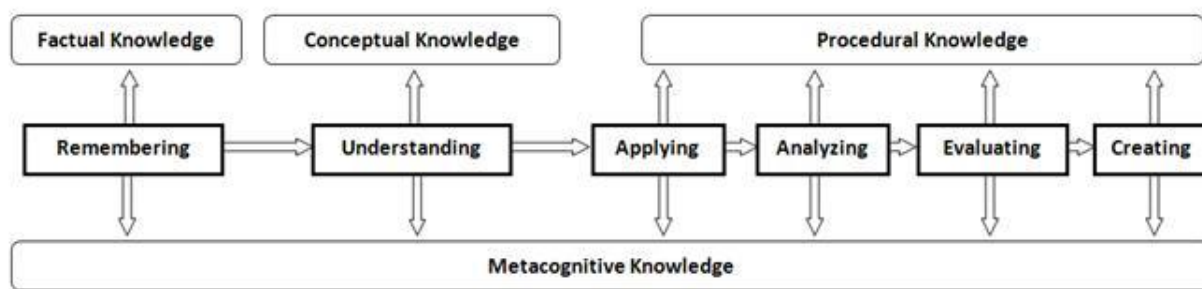 Factual Knowledge
Conceptual Knowledge
Procedural Knowledge
Remembering
Understanding
Applying
Analyzing
Evaluating
Creating
Metacognitive Knowledge